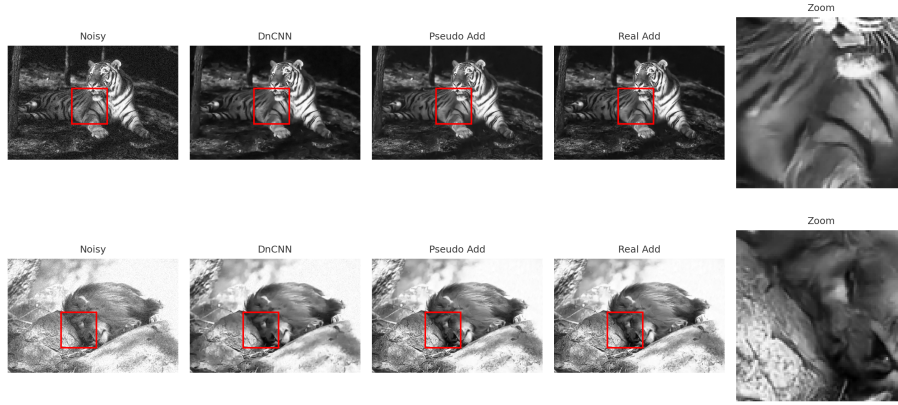 Noisy
DnCNN
Pseudo Add
Real Add
Zoom
Noisy
DnCNN
Pseudo Add
Real Add
Zoom